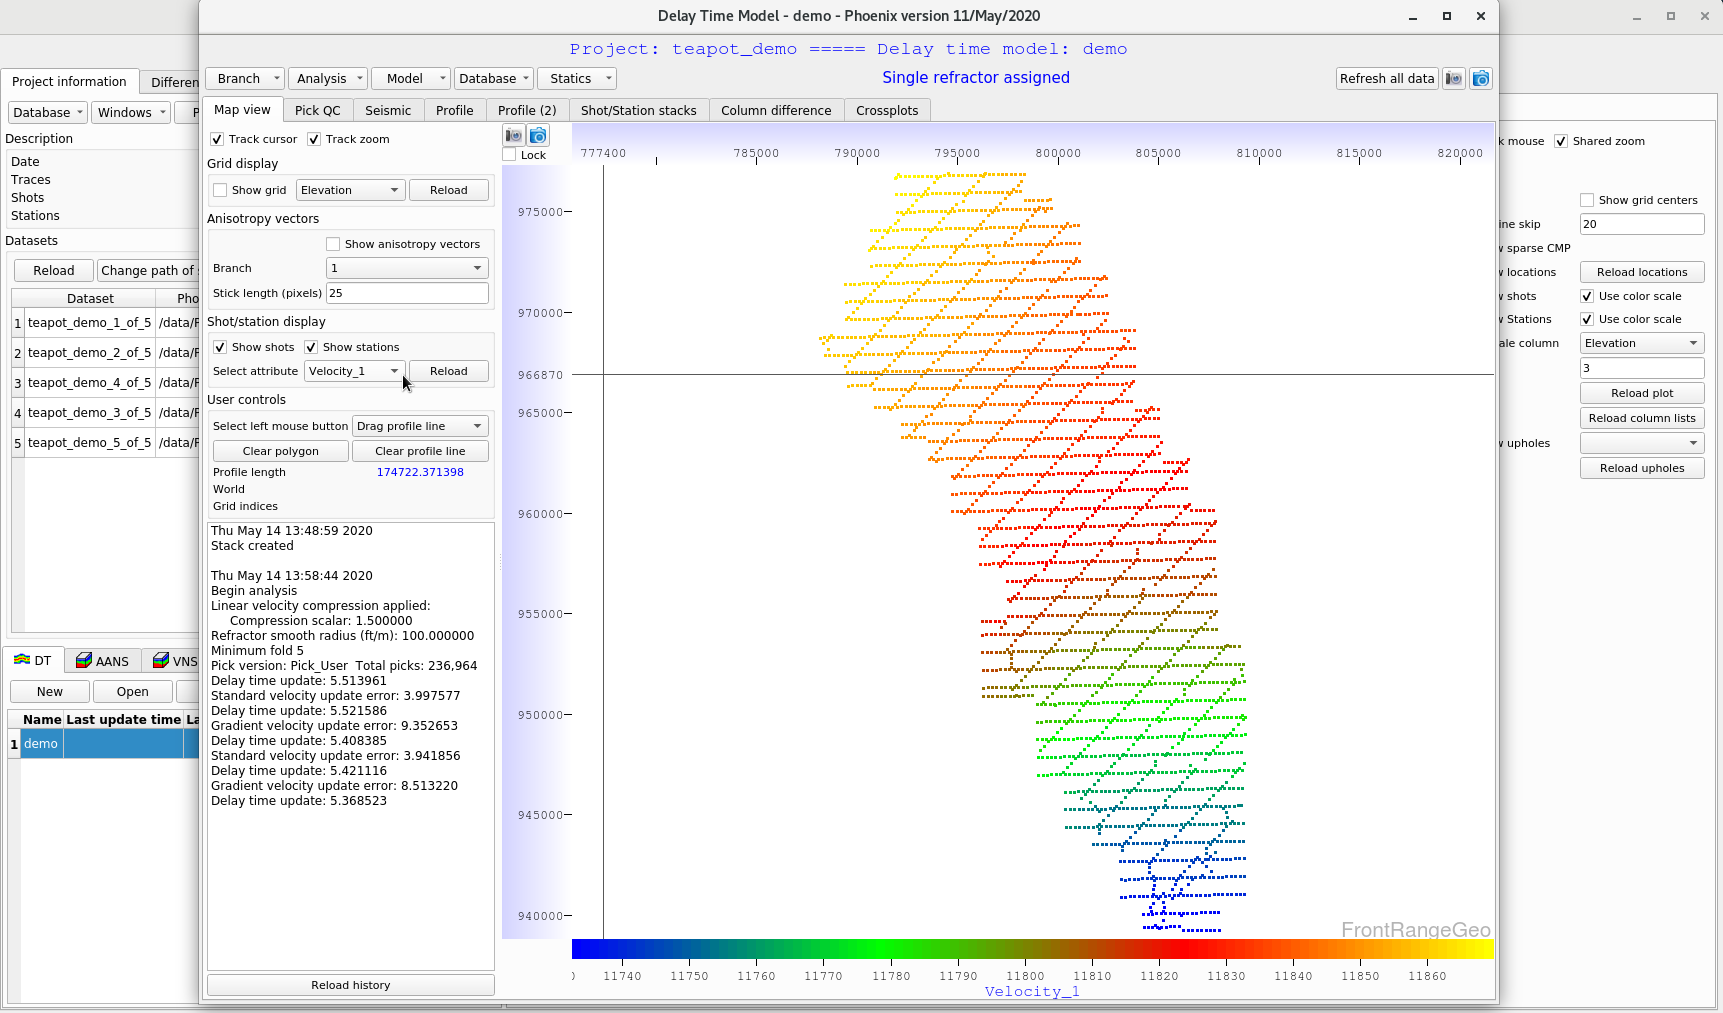 Delay Time Model - demo - Phoenix version 11/May/2020
Project: teapot_demo ===== Delay time model: demo
Branch Analysis Model Database Statics Single refractor assigned Refresh all data
Map view Pick QC Seismic Profile Profile (2) Shot/Station stacks Column difference Crossplots
Track cursor Track zoom
Grid display
Show grid Elevation Reload
Anisotropy vectors
Show anisotropy vectors
Branch 1
Stick length (pixels) 25
Shot/station display
Show shots Show stations
Select attribute Velocity_1 Reload
User controls
Select left mouse button Drag profile line
Clear polygon Clear profile line
Profile length 174722.371398
World
Grid indices
Thu May 14 13:48:59 2020
Stack created
Thu May 14 13:58:44 2020
Begin analysis
Linear velocity compression applied:
Compression scalar: 1.500000
Refractor smooth radius (ft/m): 100.000000
Minimum fold 5
Pick version: Pick_User Total picks: 236,964
Delay time update: 5.513961
Standard velocity update error: 3.997577
Delay time update: 5.521586
Gradient velocity update error: 9.352653
Delay time update: 5.408385
Standard velocity update error: 3.941856
Delay time update: 5.421116
Gradient velocity update error: 8.513220
Delay time update: 5.368523
Reload history
Lock
777400 785000 790000 795000 800000 805000 810000 815000 820000
975000
970000
966870
965000
960000
955000
950000
945000
940000
FrontRangeGeo
11740 11750 11760 11770 11780 11790 11800 11810 11820 11830 11840 11850 11860
Velocity_1
Project information Differen
Database Windows P
Description
Date
Traces
Shots
Stations
Datasets
Reload Change path of s
Dataset Pho
1 teapot_demo_1_of_5 /data/F
2 teapot_demo_2_of_5 /data/F
3 teapot_demo_4_of_5 /data/F
4 teapot_demo_3_of_5 /data/F
5 teapot_demo_5_of_5 /data/F
DT AANS VNS
New Open
Name Last update time La
1 demo
k mouse Shared zoom
Show grid centers
ine skip 20
w sparse CMP
w locations Reload locations
w shots Use color scale
w Stations Use color scale
ale column Elevation
3
Reload plot
Reload column lists
w upholes
Reload upholes